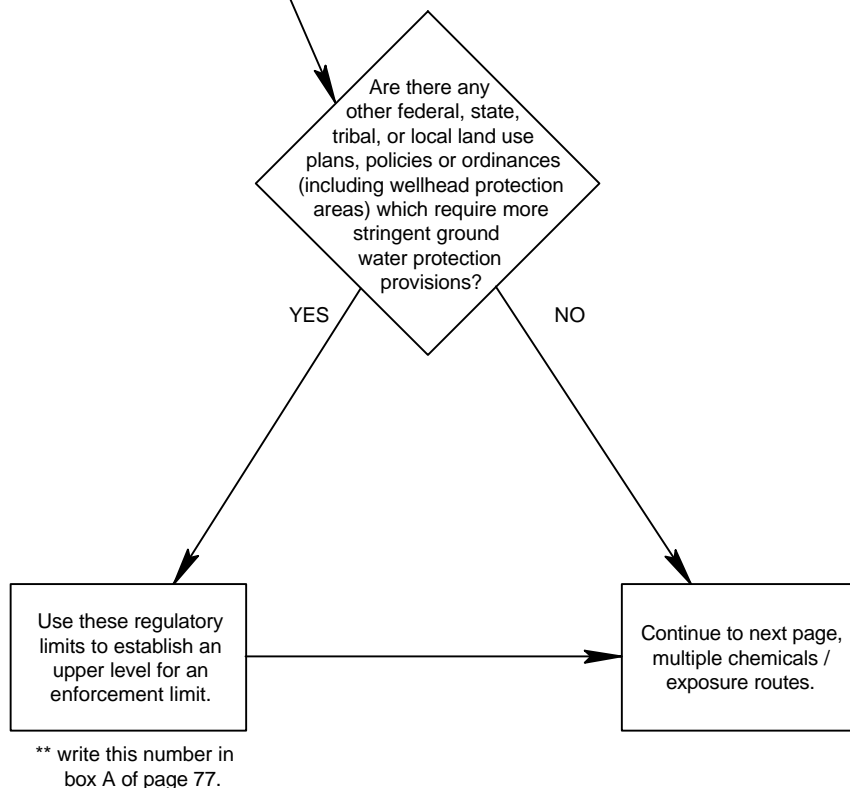 Are there any
other federal, state,
tribal, or local land use
plans, policies or ordinances
(including wellhead protection
areas) which require more
stringent ground
water protection
provisions?
YES
NO
Use these regulatory
limits to establish an
upper level for an
enforcement limit.
Continue to next page,
multiple chemicals /
exposure routes.
** write this number in
box A of page 77.